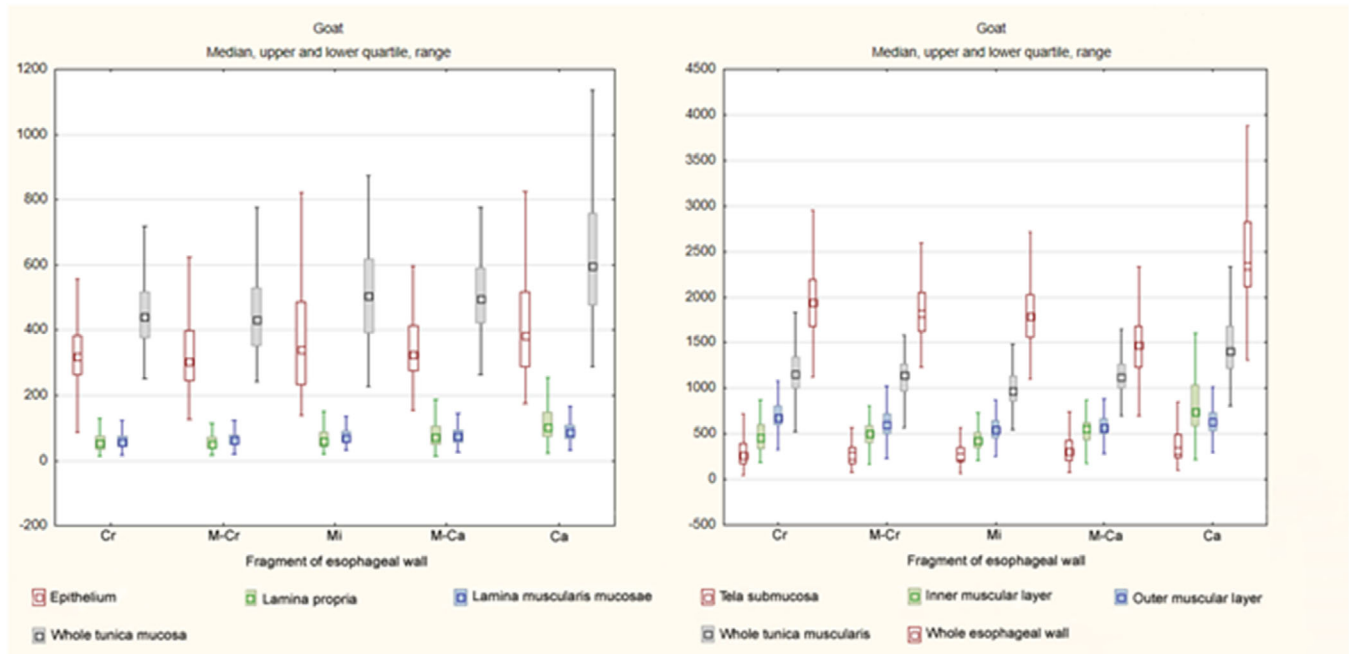 Goat
Median, upper and lower quartile, range
1200
1000
800
600
400
200
0
-200
Cr M-Cr Mi M-Ca Ca
Fragment of esophageal wall
Epithelium Lamina propria Lamina muscularis mucosae
Whole tunica mucosa
Goat
Median, upper and lower quartile, range
4500
4000
3500
3000
2500
2000
1500
1000
500
0
-500
Cr M-Cr Mi M-Ca Ca
Fragment of esophageal wall
Tela submucosa Inner muscular layer Outer muscular layer
Whole tunica muscularis Whole esophageal wall